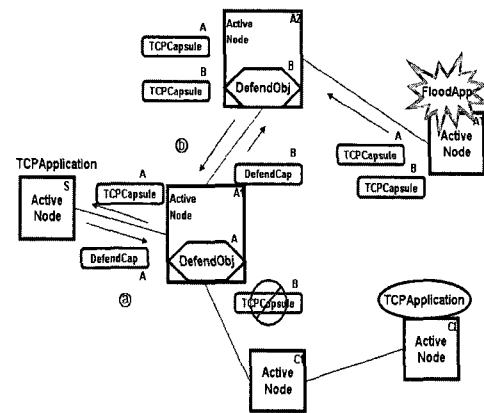 A
TCPCapsule
B
TCPCapsule
A2
Active
Node
B
DefendObj
FloodApp
Active
Node
A
TCPCapsule
B
TCPCapsule
ⓑ
B
DefendCap
TCPApplication
S
Active
Node
A
TCPCapsule
A1
Active
Node
DefendCap
A
ⓐ
A
DefendObj
B
TCPCapsule
TCPApplication
Active
Node
C1
Active
Node